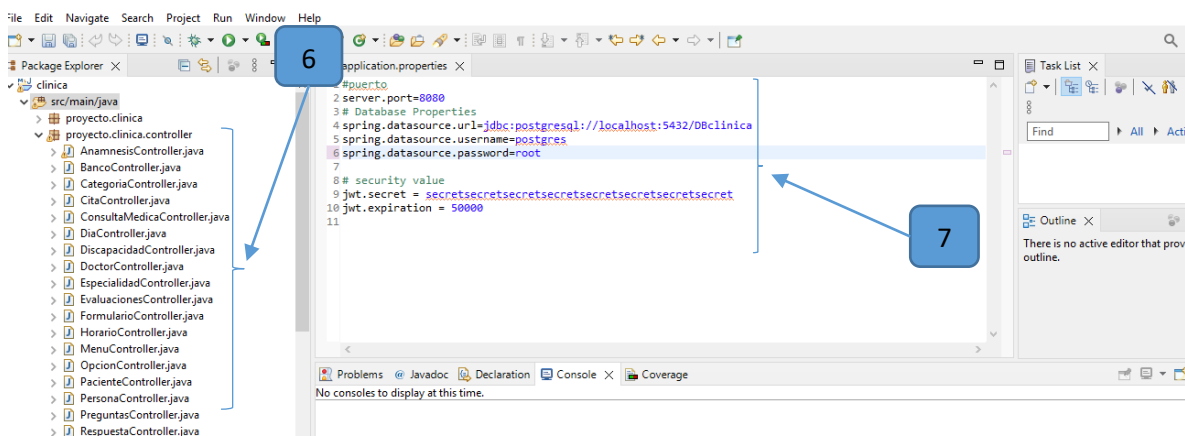 File Edit Navigate Search Project Run Window Help
Package Explorer
application.properties
Task List
clinica
src/main/java
proyecto.clinica
proyecto.clinica.controller
AnamnesisController.java
BancoController.java
CategoriaController.java
CitaController.java
ConsultaMedicaController.java
DiaController.java
DiscapacidadController.java
DoctorController.java
EspecialidadController.java
EvaluacionesController.java
FormularioController.java
HorarioController.java
MenuController.java
OpcionController.java
PacienteController.java
PersonaController.java
PreguntasController.java
RespuestaController.java
6
#puerto
2 server.port=8080
3 # Database Properties
4 spring.datasource.url=jdbc:postgresql://localhost:5432/DBclinica
5 spring.datasource.username=postgres
6 spring.datasource.password=root
7
8 # security value
9 jwt.secret = secretsecretsecretsecretsecretsecretsecretsecret
10 jwt.expiration = 50000
11
7
Find All
Outline
There is no active editor that
outline.
Problems @ Javadoc Declaration Console Coverage
No consoles to display at this time.